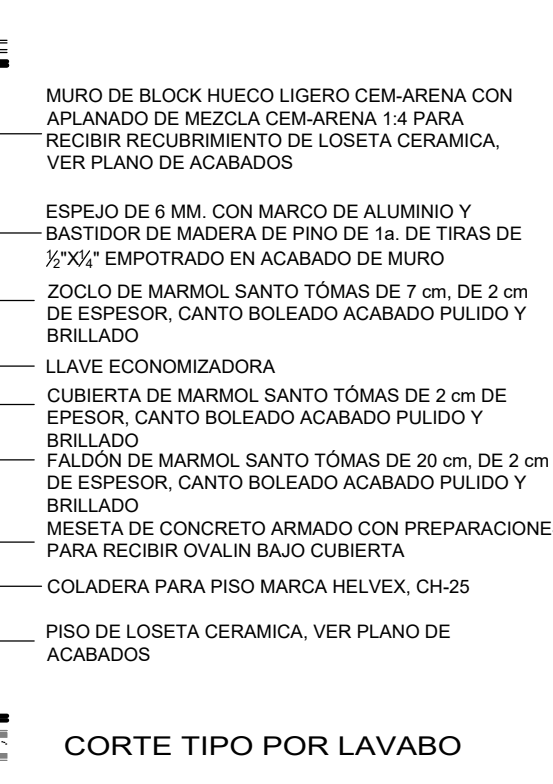 MURO DE BLOCK HUECO LIGERO CEM-ARENA CON
APLANADO DE MEZCLA CEM-ARENA 1:4 PARA
RECIBIR RECUBRIMIENTO DE LOSETA CERAMICA,
VER PLANO DE ACABADOS
ESPEJO DE 6 MM. CON MARCO DE ALUMINIO Y
BASTIDOR DE MADERA DE PINO DE 1a. DE TIRAS DE
½"X¼" EMPOTRADO EN ACABADO DE MURO
ZOCLO DE MARMOL SANTO TÓMAS DE 7 cm, DE 2 cm
DE ESPESOR, CANTO BOLEADO ACABADO PULIDO Y
BRILLADO
LLAVE ECONOMIZADORA
CUBIERTA DE MARMOL SANTO TÓMAS DE 2 cm DE
EPESOR, CANTO BOLEADO ACABADO PULIDO Y
BRILLADO
FALDÓN DE MARMOL SANTO TÓMAS DE 20 cm, DE 2 cm
DE ESPESOR, CANTO BOLEADO ACABADO PULIDO Y
BRILLADO
MESETA DE CONCRETO ARMADO CON PREPARACIONE
PARA RECIBIR OVALIN BAJO CUBIERTA
COLADERA PARA PISO MARCA HELVEX, CH-25
PISO DE LOSETA CERAMICA, VER PLANO DE
ACABADOS
CORTE TIPO POR LAVABO